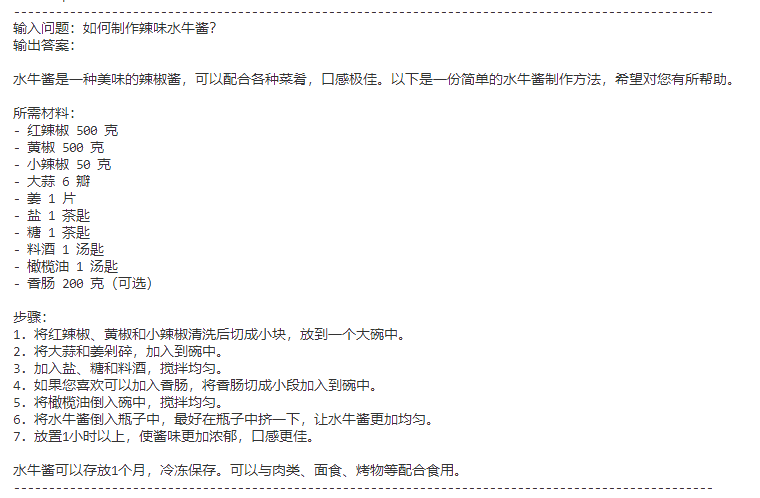 --------------------------------------------------------------------------------------------------
输入问题：如何制作辣味水牛酱？
输出答案：
水牛酱是一种美味的辣椒酱，可以配合各种菜肴，口感极佳。以下是一份简单的水牛酱制作方法，希望对您有所帮助。
所需材料：
- 红辣椒 500 克
- 黄椒 500 克
- 小辣椒 50 克
- 大蒜 6 瓣
- 姜 1 片
- 盐 1 茶匙
- 糖 1 茶匙
- 料酒 1 汤匙
- 橄榄油 1 汤匙
- 香肠 200 克（可选）
步骤：
1. 将红辣椒、黄椒和小辣椒清洗后切成小块，放到一个大碗中。
2. 将大蒜和姜剁碎，加入到碗中。
3. 加入盐、糖和料酒，搅拌均匀。
4. 如果您喜欢可以加入香肠，将香肠切成小段加入到碗中。
5. 将橄榄油倒入碗中，搅拌均匀。
6. 将水牛酱倒入瓶子中，最好在瓶子中挤一下，让水牛酱更加均匀。
7. 放置1小时以上，使酱味更加浓郁，口感更佳。
水牛酱可以存放1个月，冷冻保存。可以与肉类、面食、烤物等配合食用。
--------------------------------------------------------------------------------------------------